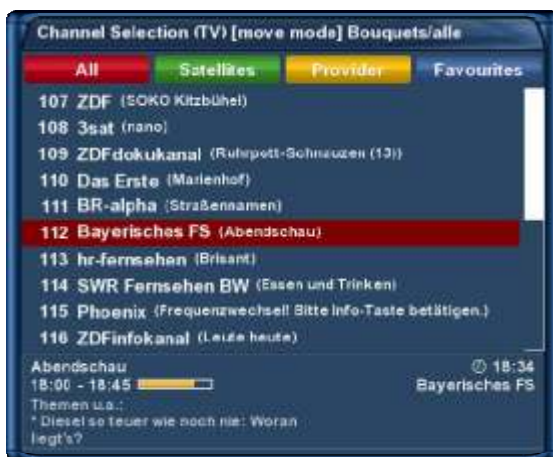 Channel Selection (TV) [move mode] Bouquets/alle
All Satellites Provider Favourites
107 ZDF (SOKO Kitzbühel)
108 3sat (nano)
109 ZDFdokukanal (Ruhrpott-Schnauzen (13))
110 Das Erste (Marienhof)
111 BR-alpha (Straßennamen)
112 Bayerisches FS (Abendschau)
113 hr-fernsehen (Brisant)
114 SWR Fernsehen BW (Essen und Trinken)
115 Phoenix (Frequenzwechsel! Bitte Info-Taste betätigen.)
116 ZDFinfokanal (Leute heute)
Abendschau 18:34
18:00 - 18:45 Bayerisches FS
Themen u.a.:
* Diesel so teuer wie noch nie: Woran
liegt's?